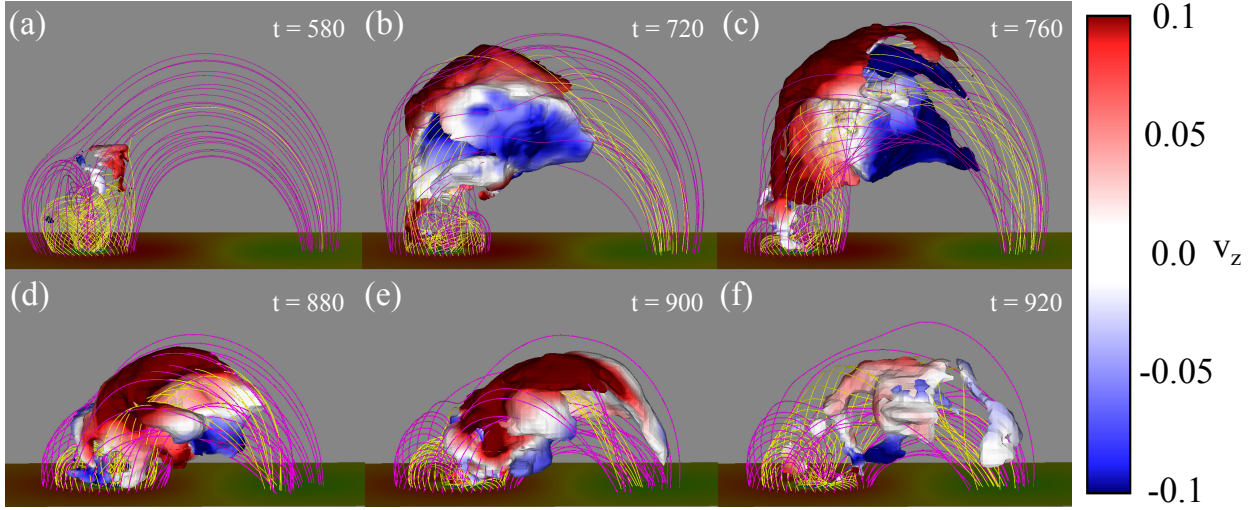 (a) t = 580
(b) t = 720
(c) t = 760
(d) t = 880
(e) t = 900
(f) t = 920
0.1
0.05
0.0
-0.05
-0.1
v_z